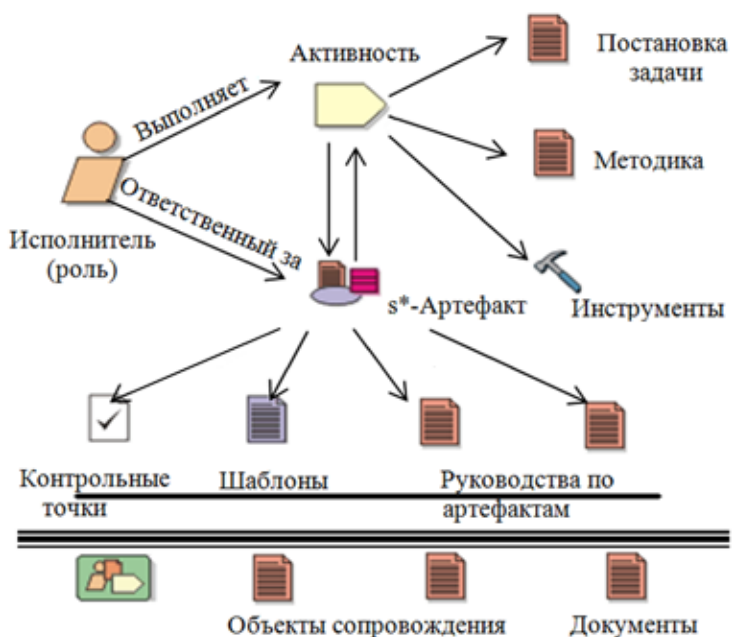 Активность
Постановка
задачи
Выполняет
Методика
Ответственный за
Исполнитель
(роль)
s*-Артефакт
Инструменты
Контрольные
точки
Шаблоны
Руководства по
артефактам
Объекты сопровождения
Документы